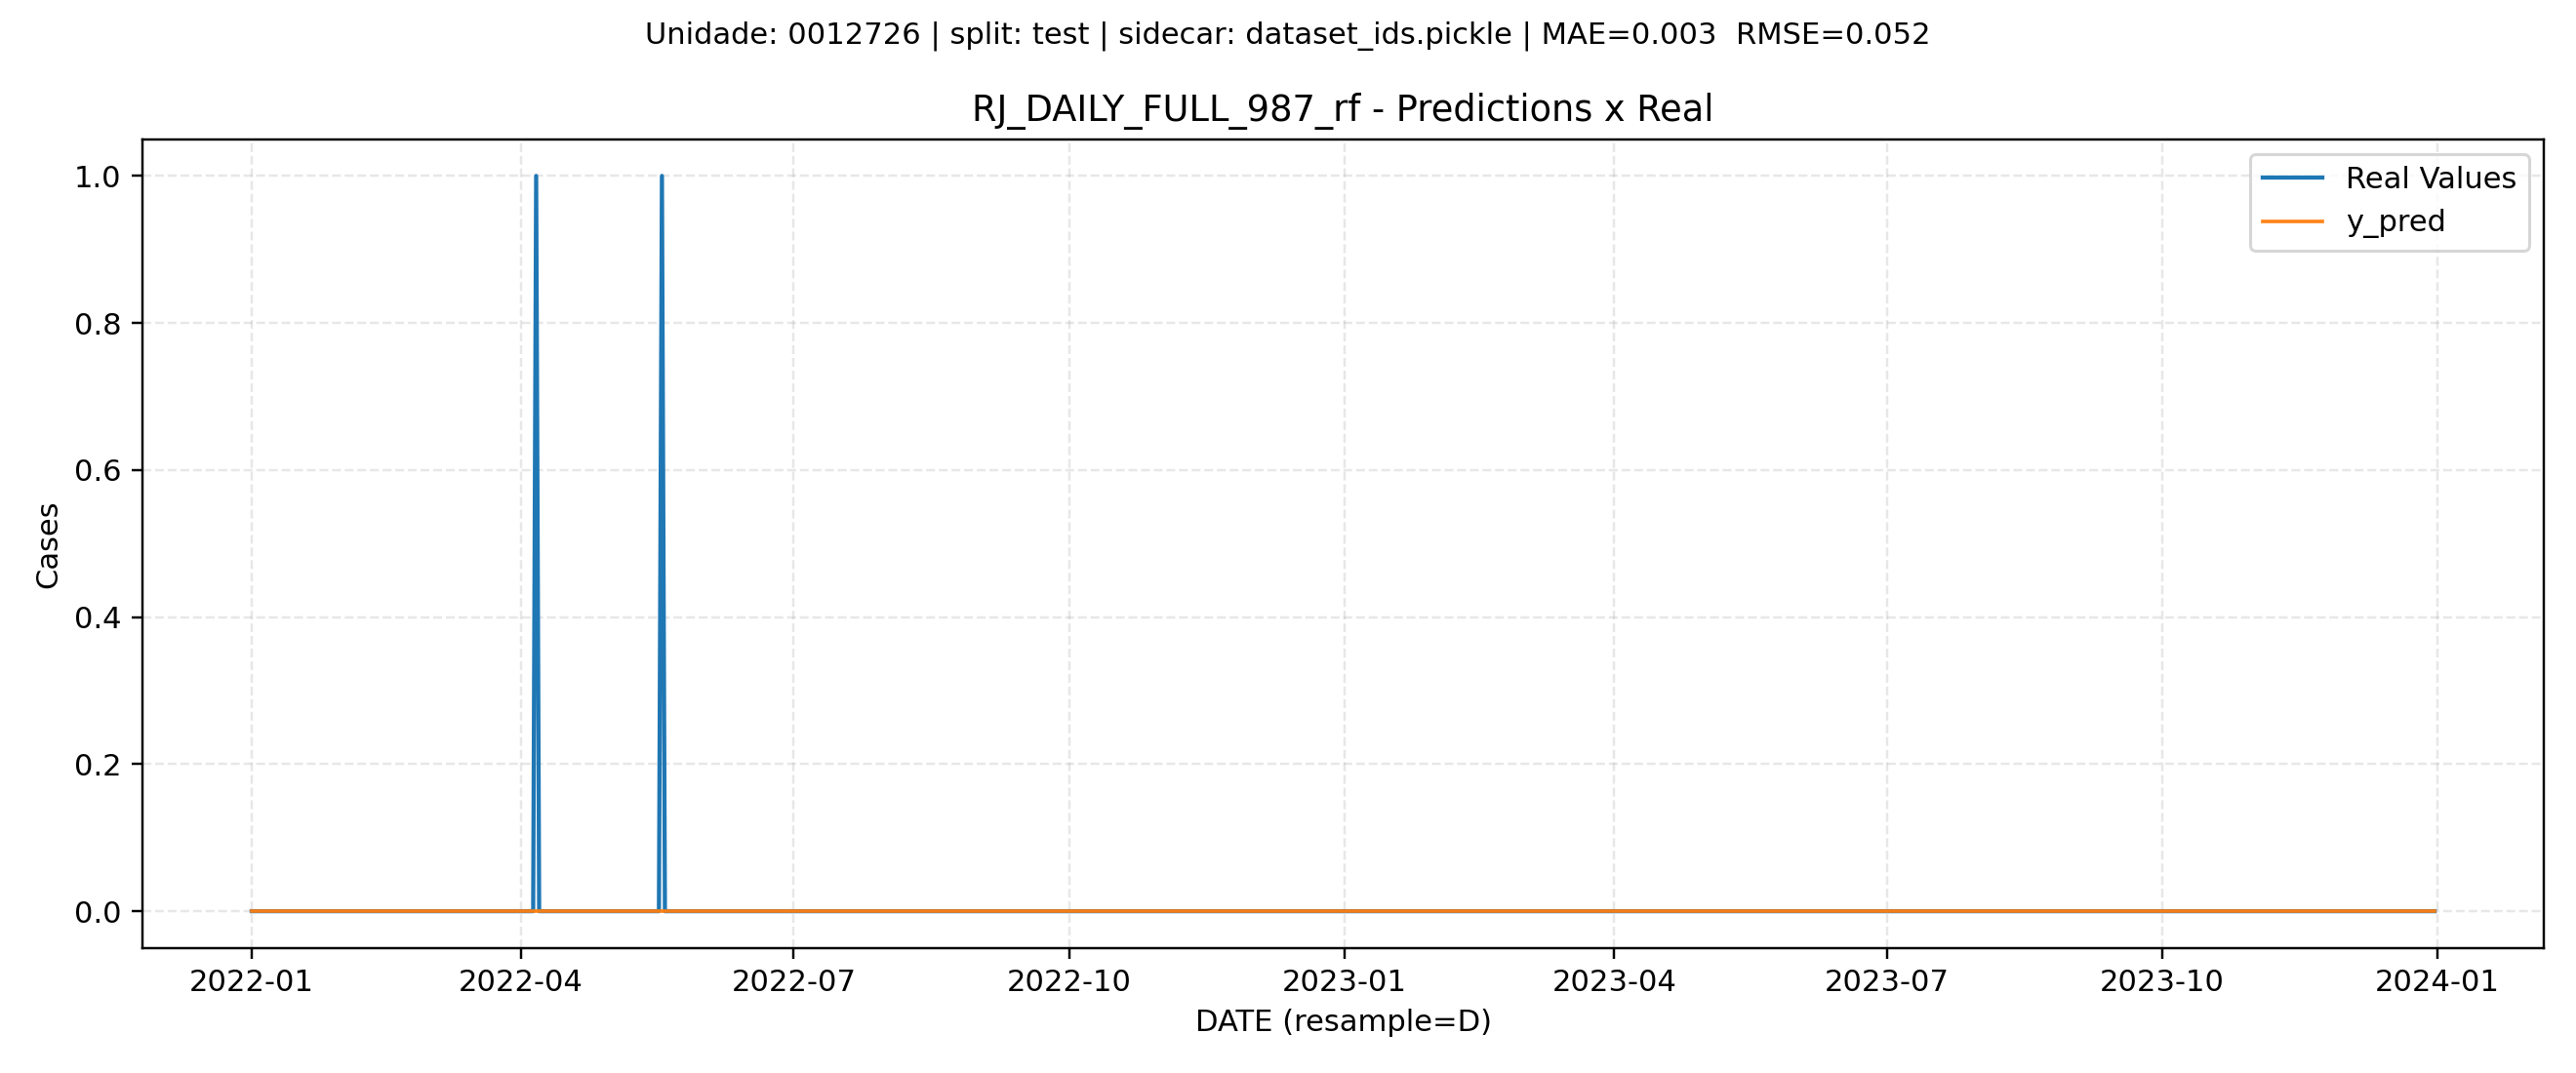 Unidade: 0012726 | split: test | sidecar: dataset_ids.pickle | MAE=0.003  RMSE=0.052
RJ_DAILY_FULL_987_rf - Predictions x Real
Real Values
y_pred
1.0
0.8
0.6
0.4
0.2
0.0
Cases
2022-01 2022-04 2022-07 2022-10 2023-01 2023-04 2023-07 2023-10 2024-01
DATE (resample=D)